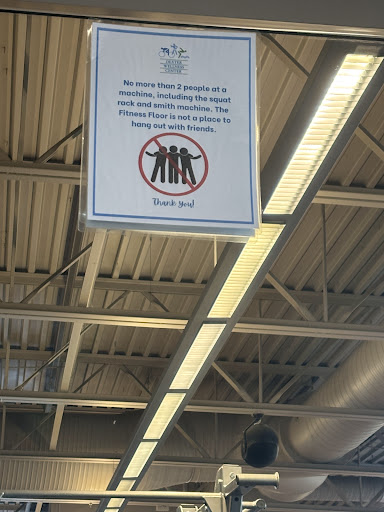 No more than 2 people at a
machine, including the squat
rack and smith machine. The
Fitness Floor is not a place to
hang out with friends.
Thank you!